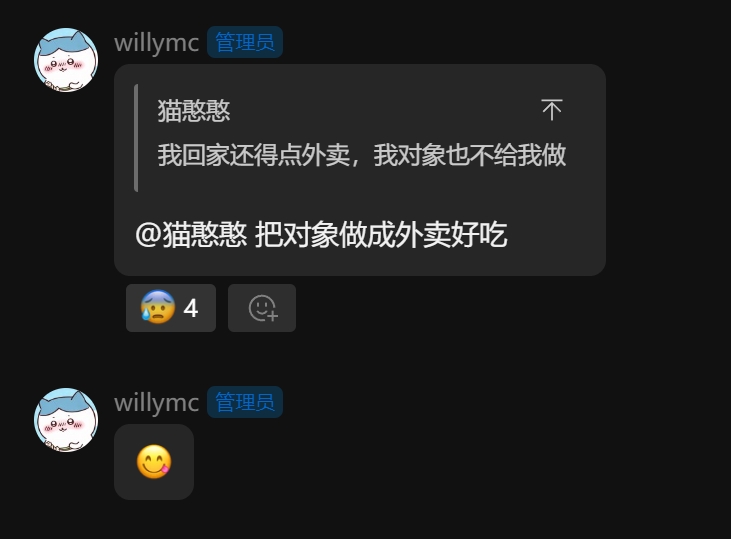 willymc 管理员
猫憨憨
我回家还得点外卖，我对象也不给我做
@猫憨憨 把对象做成外卖好吃
😰 4
willymc 管理员
😋